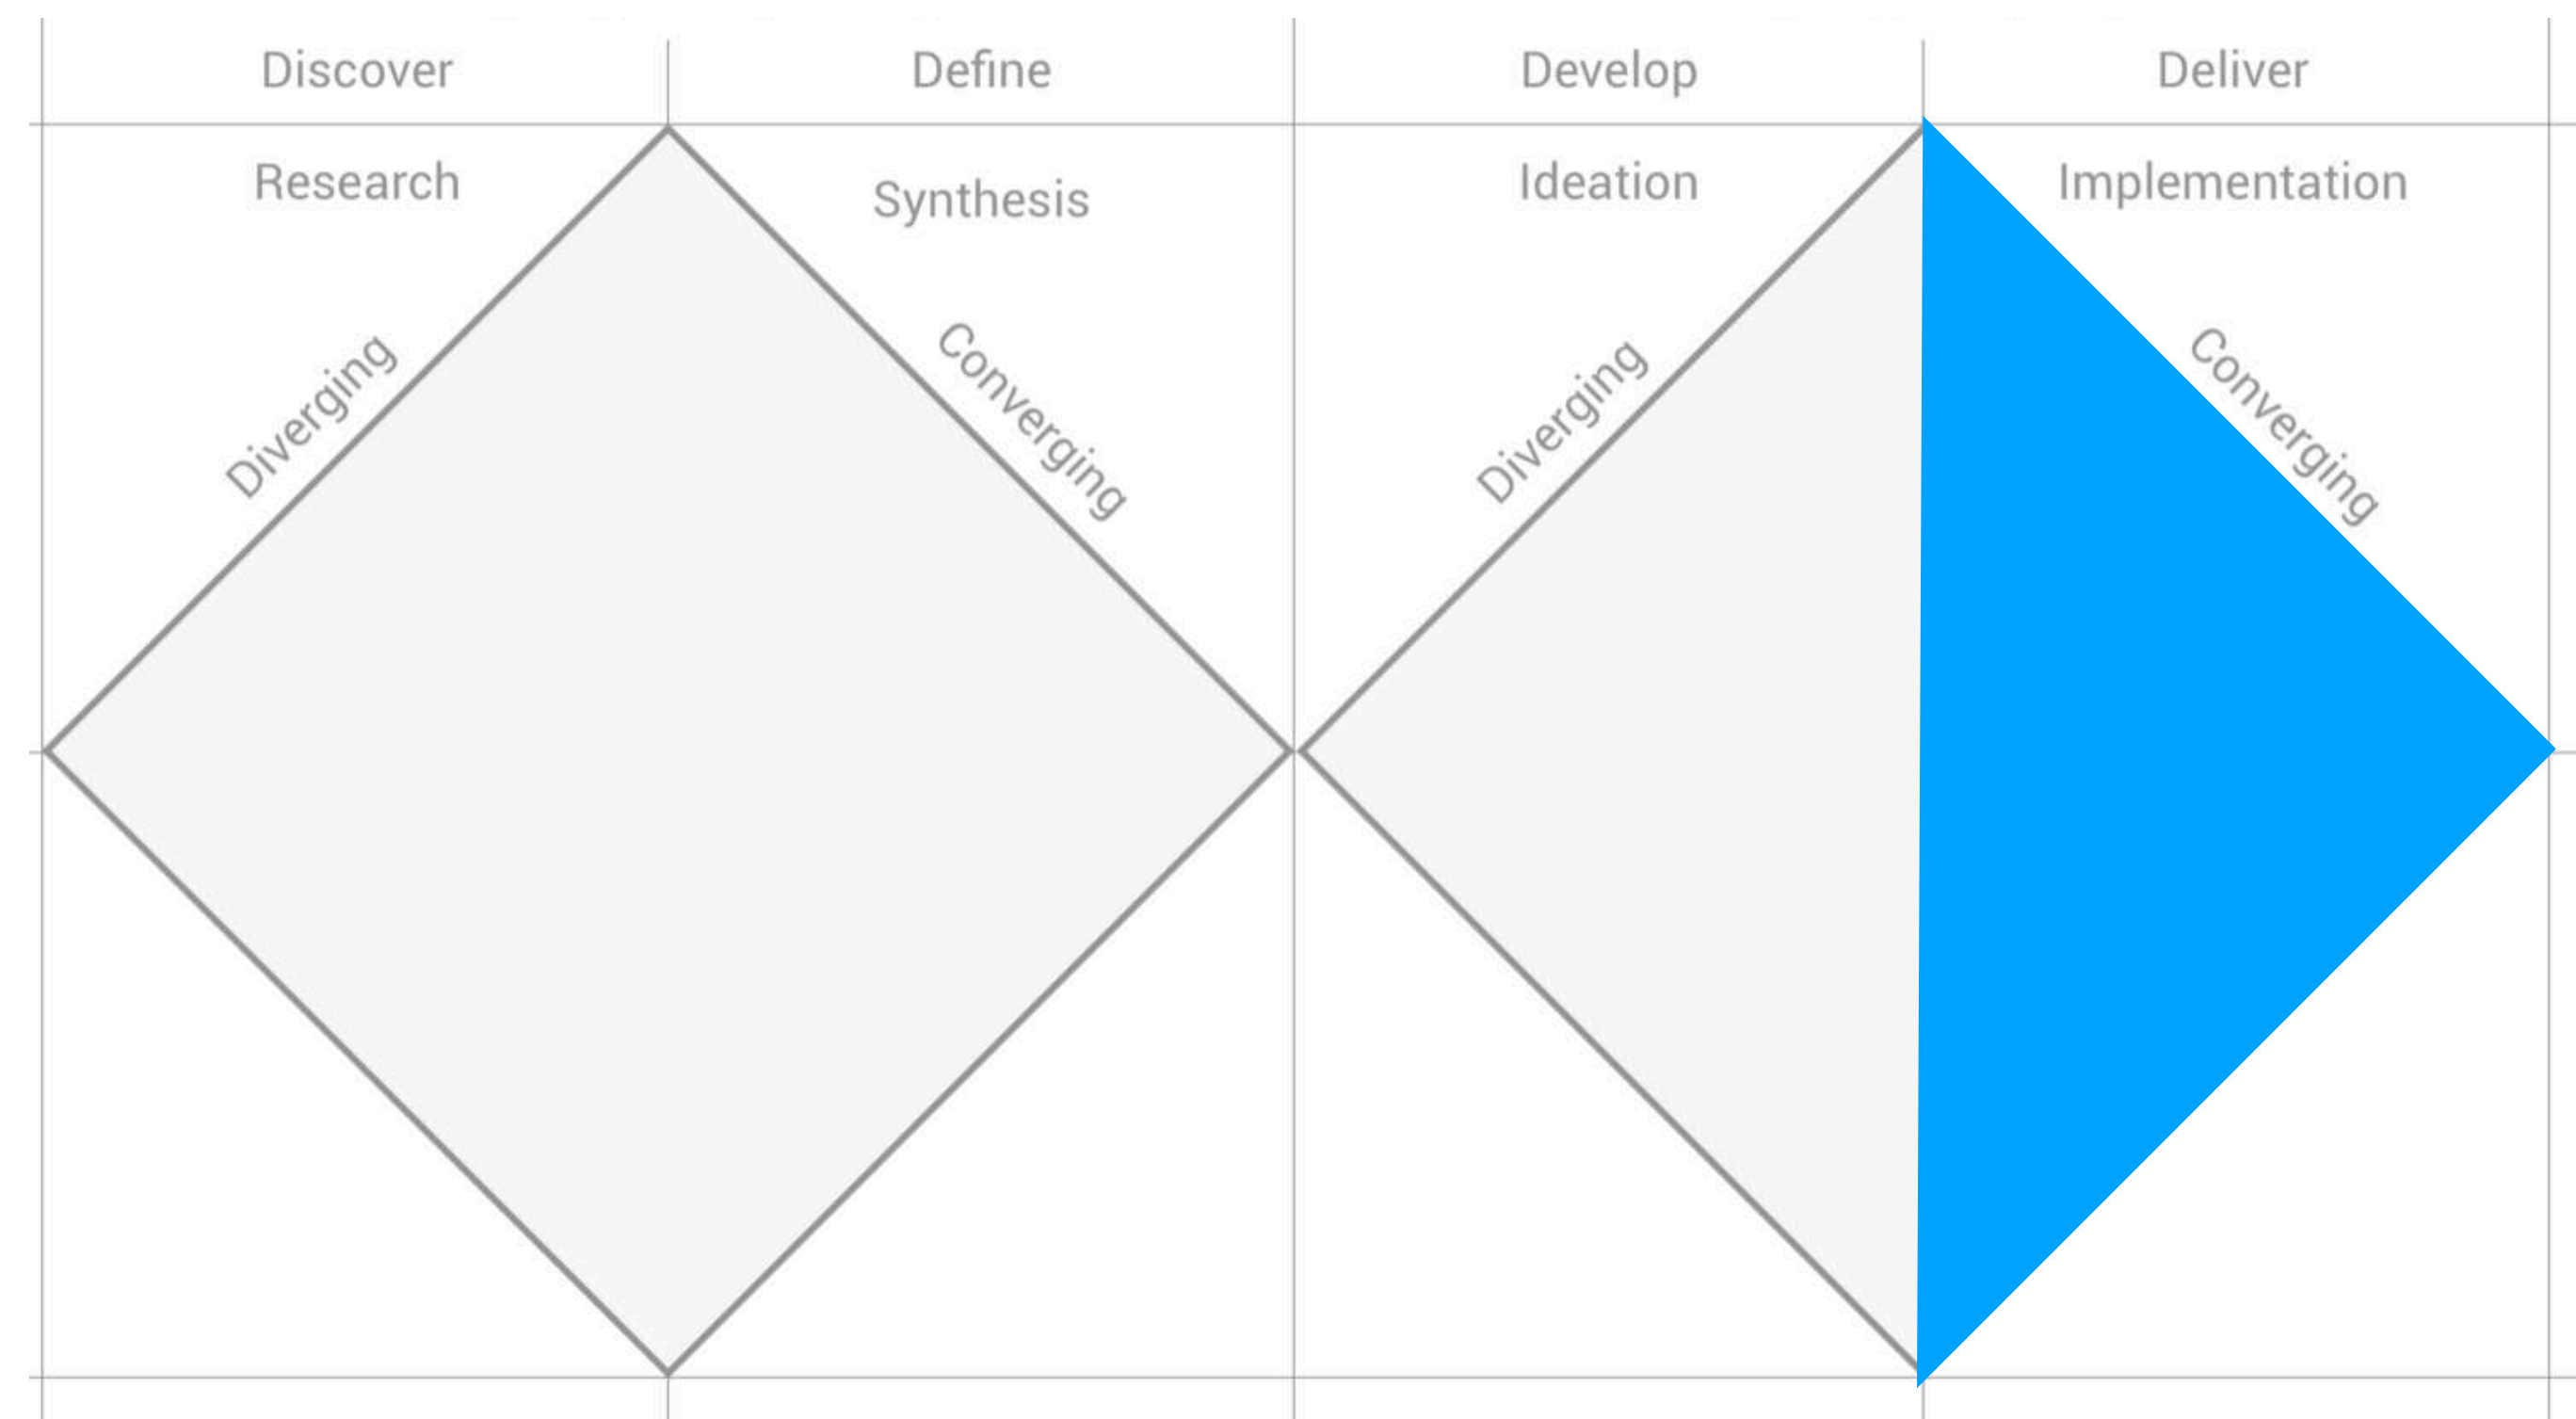 Discover
Define
Develop
Deliver
Research
Synthesis
Ideation
Implementation
Diverging
Converging
Diverging
Converging